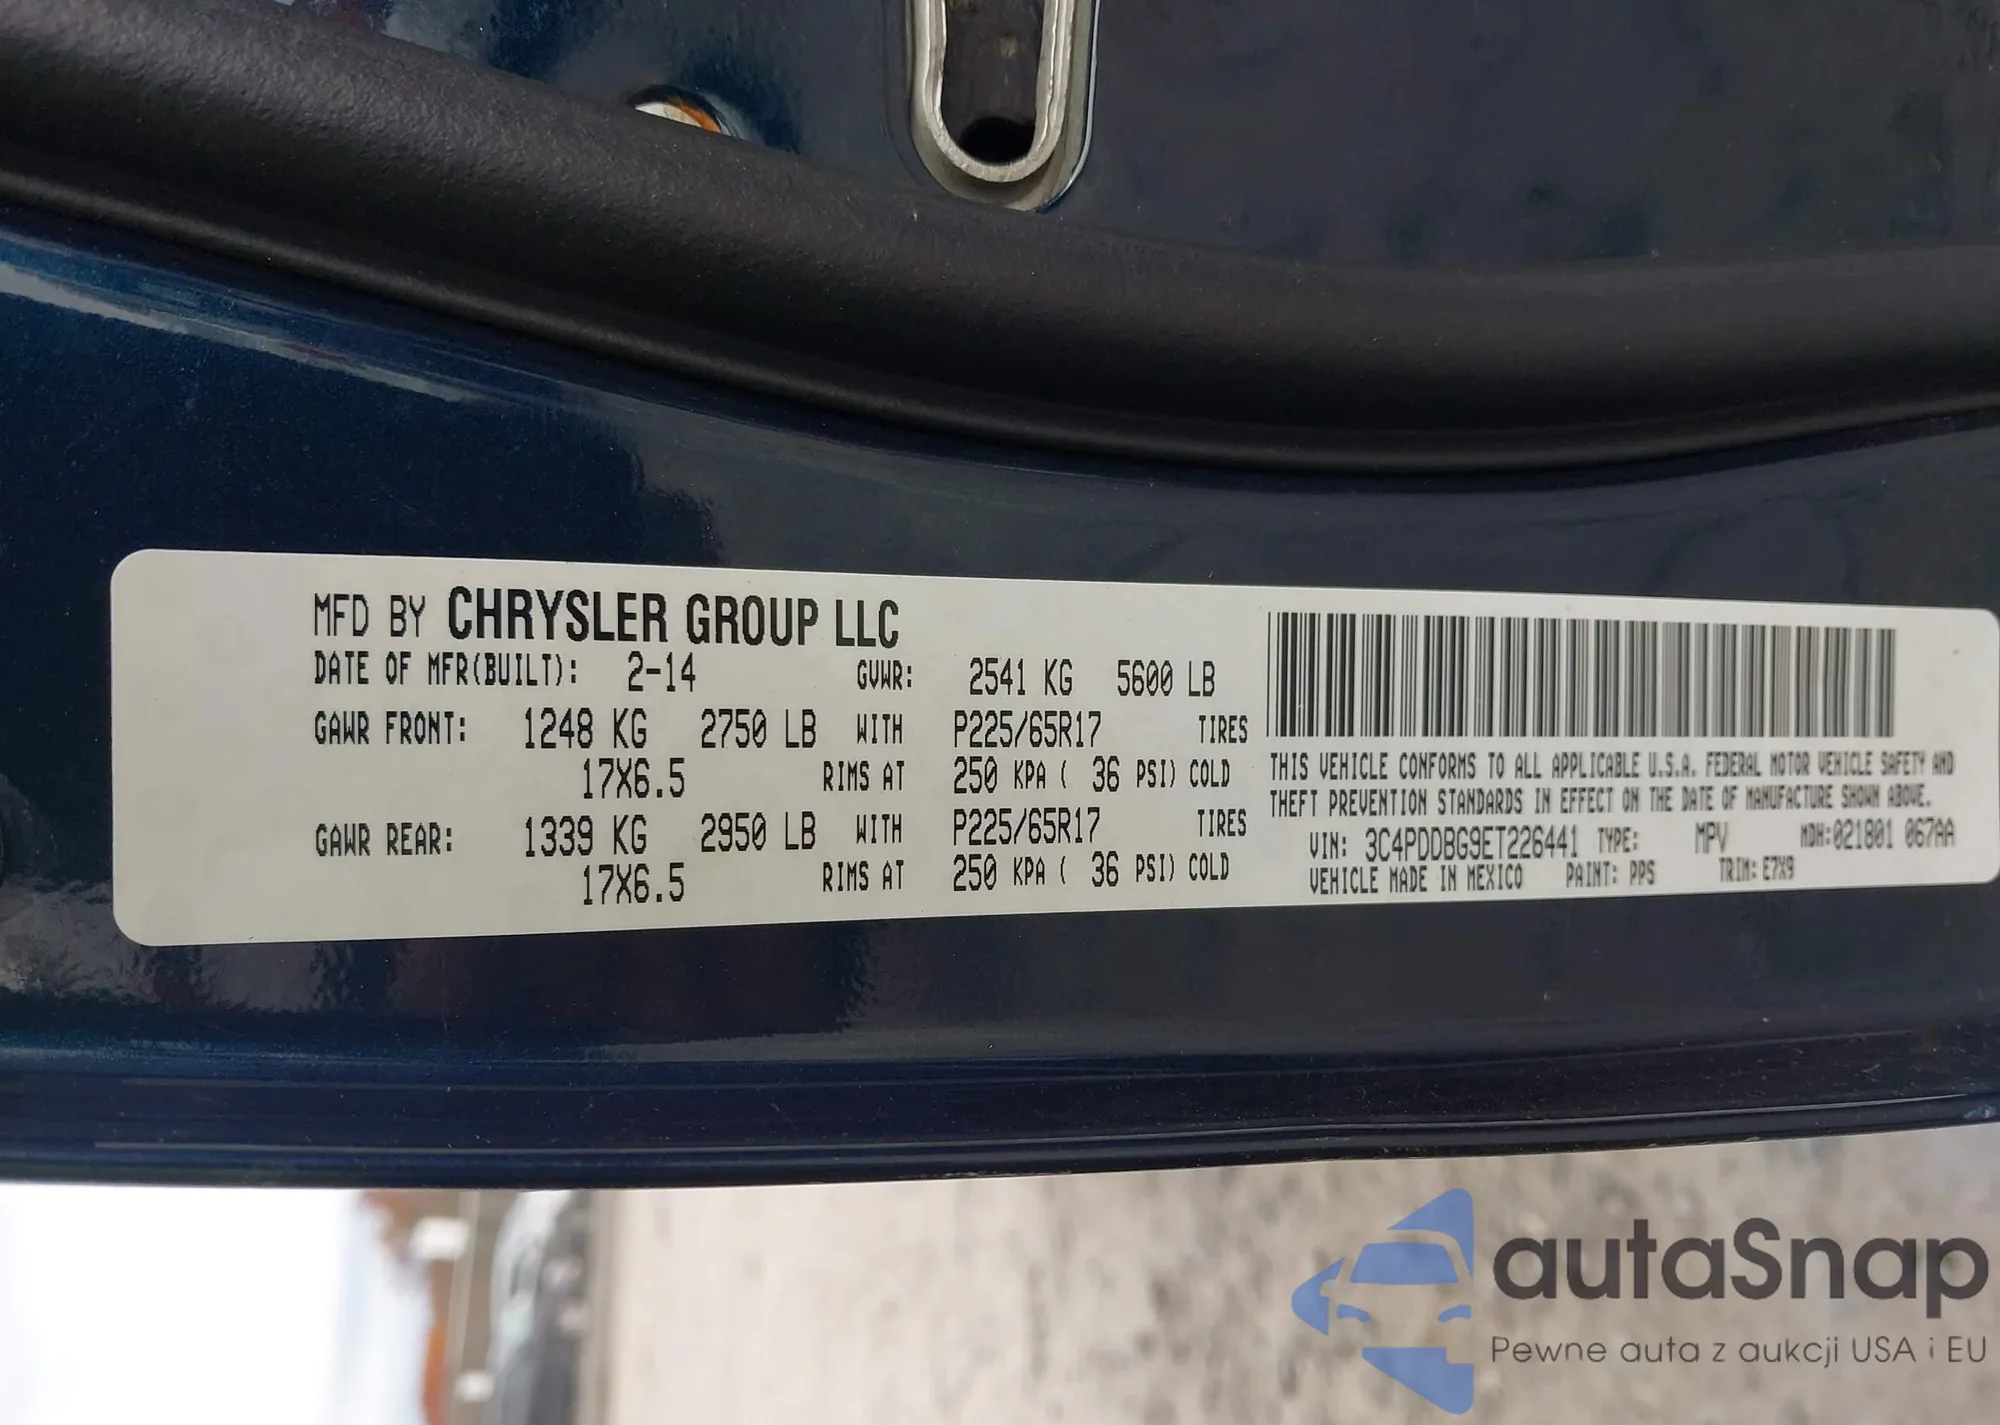 MFD BY CHRYSLER GROUP LLC
DATE OF MFR(BUILT): 2-14 GVWR: 2541 KG 5600 LB
GAWR FRONT: 1248 KG 2750 LB WITH P225/65R17 TIRES
17X6.5 RIMS AT 250 KPA ( 36 PSI) COLD
GAWR REAR: 1339 KG 2950 LB WITH P225/65R17 TIRES
17X6.5 RIMS AT 250 KPA ( 36 PSI) COLD
THIS VEHICLE CONFORMS TO ALL APPLICABLE U.S.A. FEDERAL MOTOR VEHICLE SAFETY AND
THEFT PREVENTION STANDARDS IN EFFECT ON THE DATE OF MANUFACTURE SHOWN ABOVE.
VIN: 3C4PDDBG9ET226441 TYPE: MPV MDH:021801 067AA
VEHICLE MADE IN MEXICO PAINT: PPS TRIM: E7X9
autaSnap
Pewne auta z aukcji USA i EU